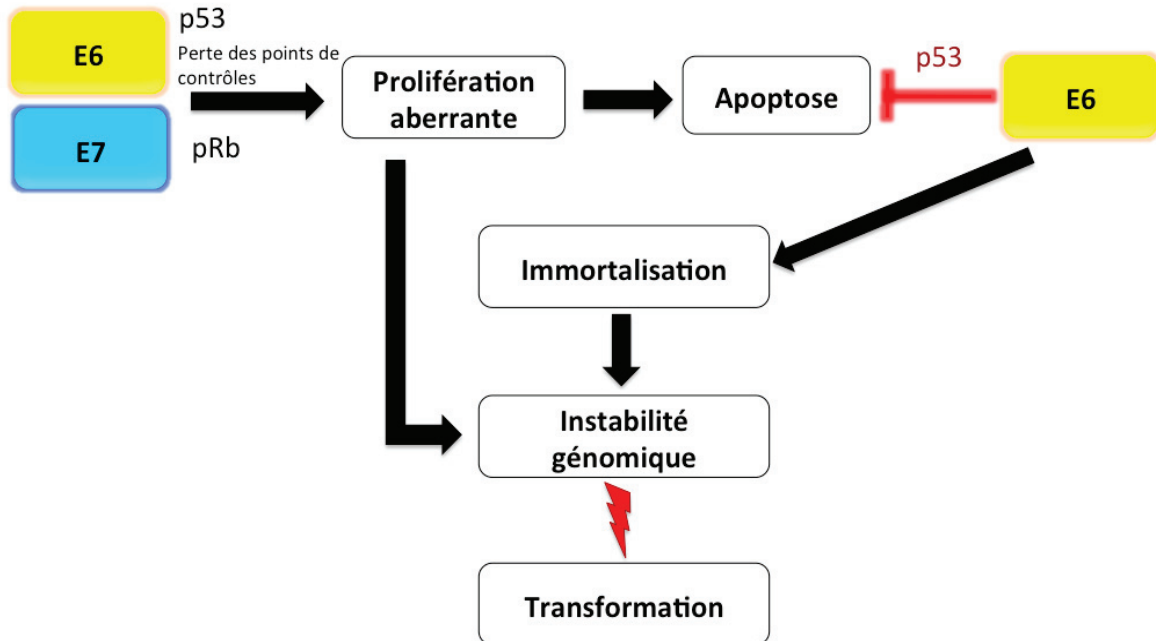 E6
p53
Perte des points de
contrôles
E7
pRb
Prolifération
aberrante
Apoptose
p53
E6
Immortalisation
Instabilité
génomique
Transformation